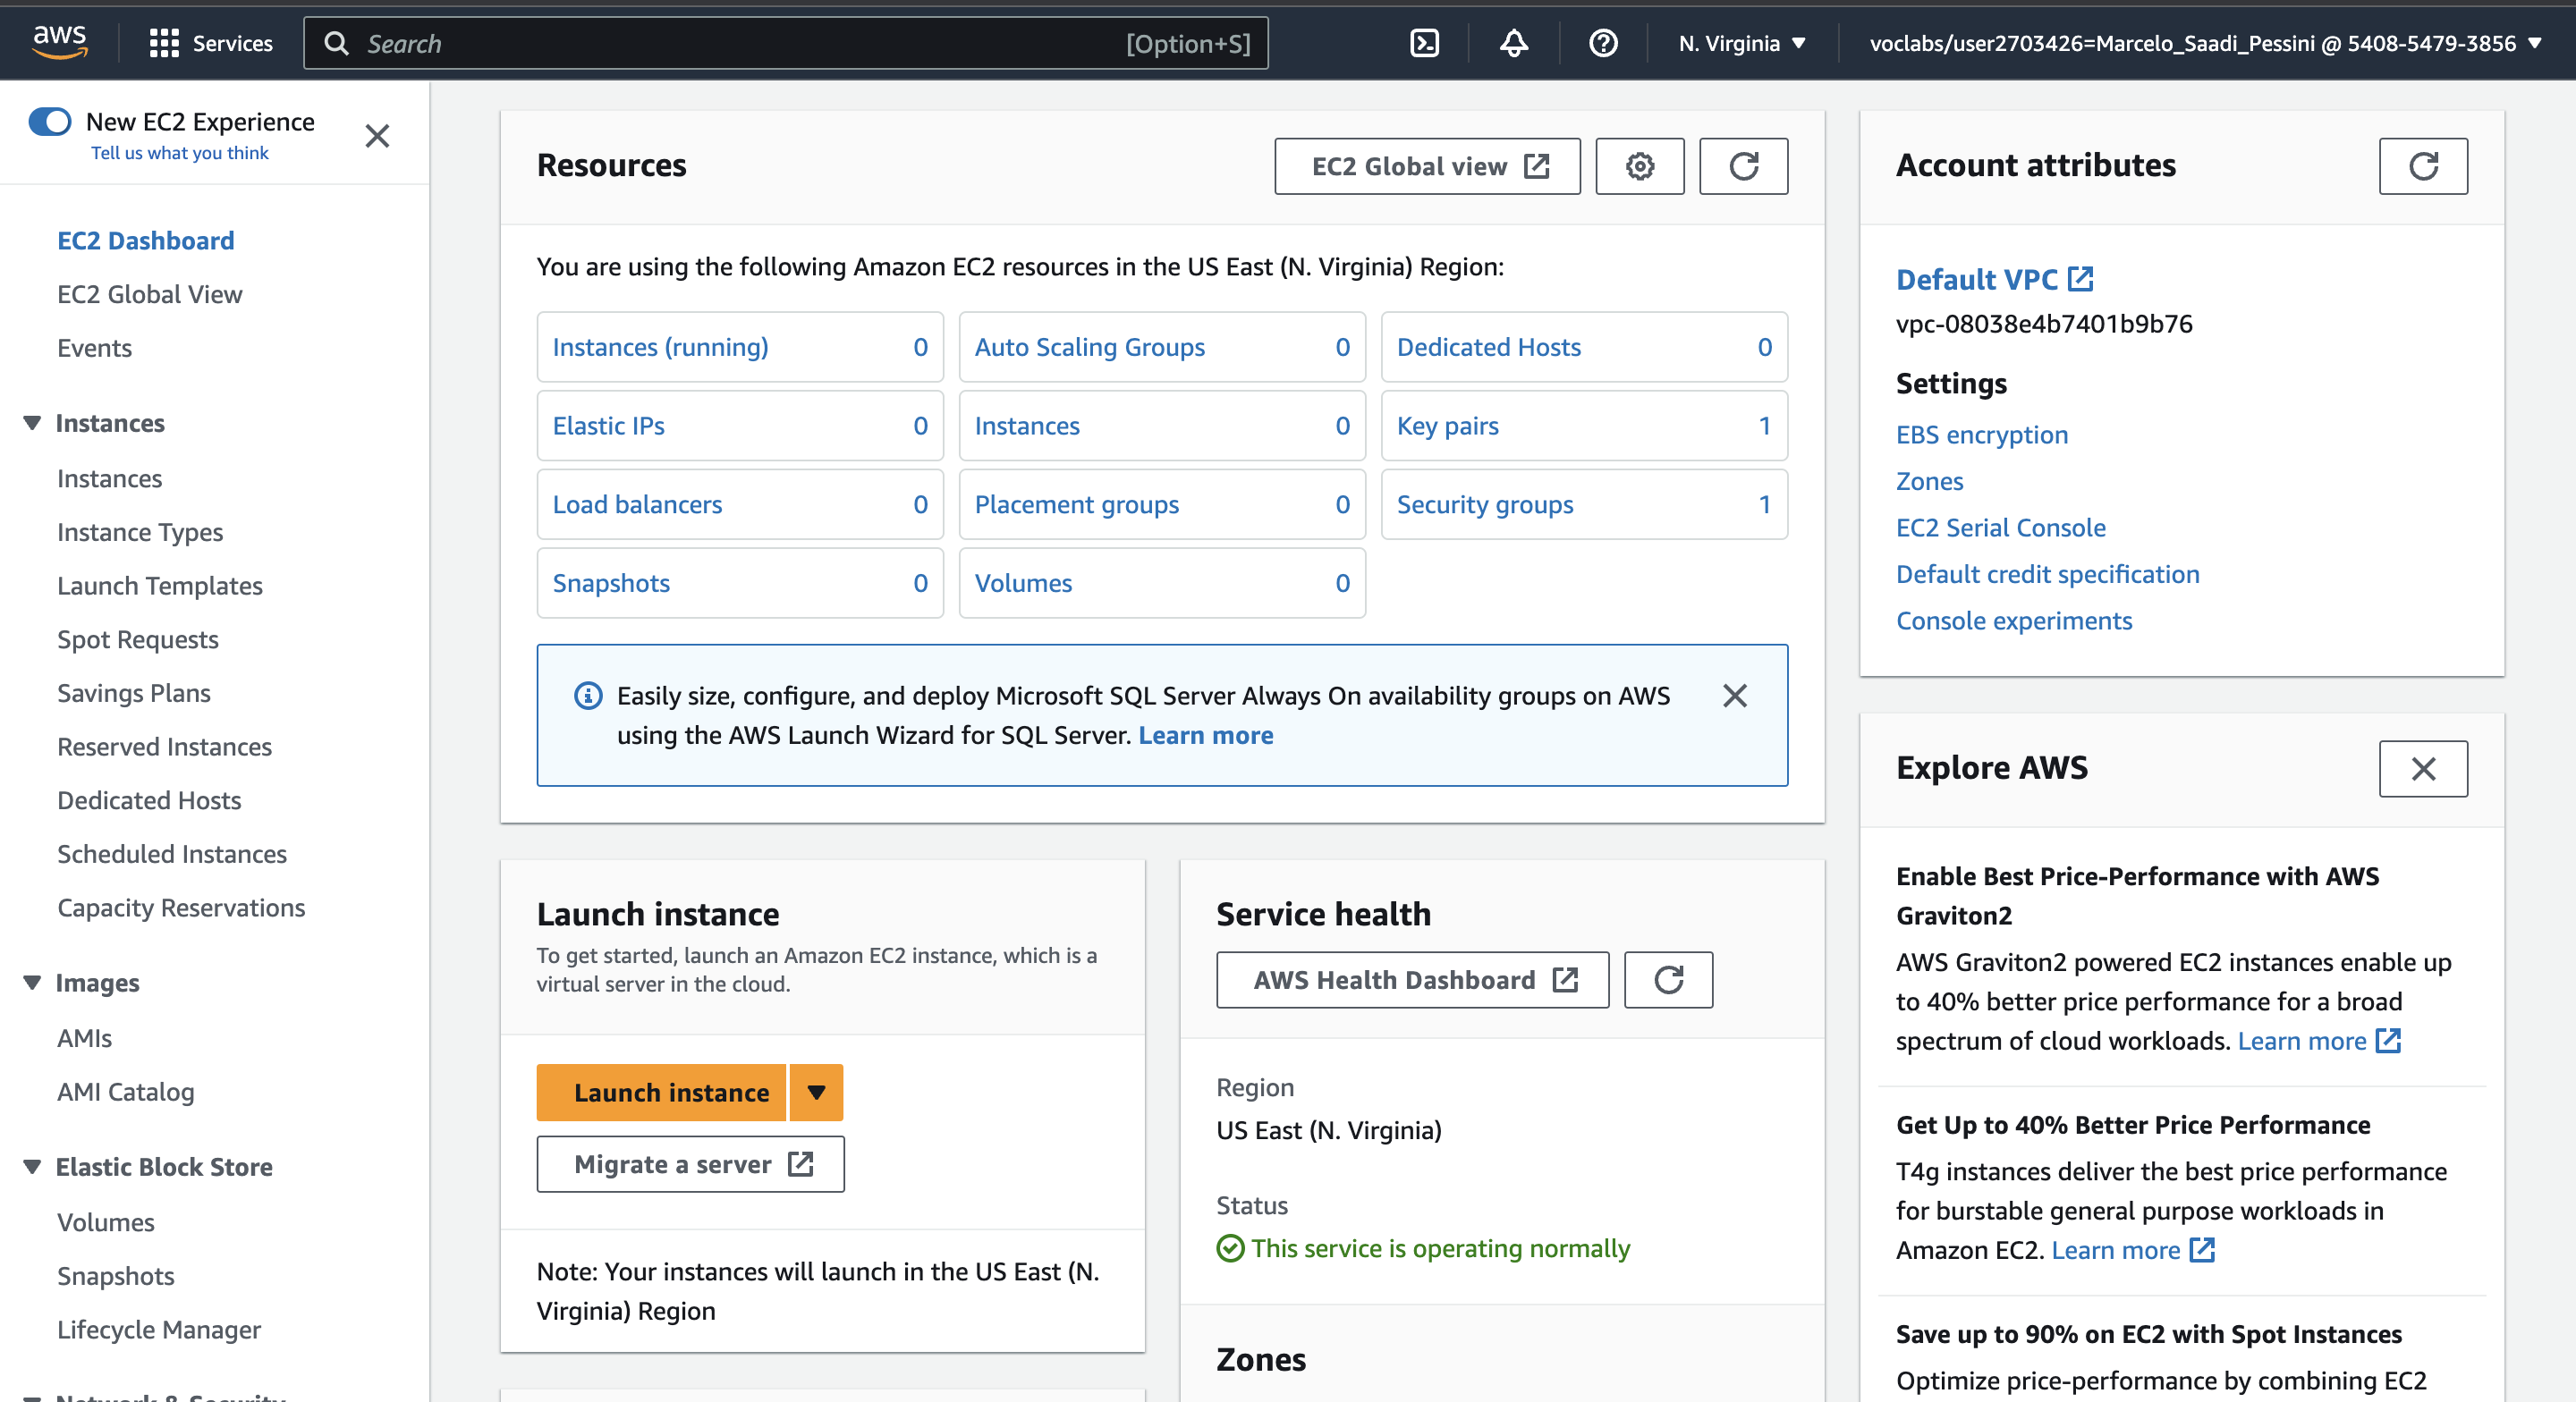 aws
Services
Search
[Option+S]
N. Virginia
voclabs/user2703426=Marcelo_Saadi_Pessini @ 5408-5479-3856
New EC2 Experience
Tell us what you think
EC2 Dashboard
EC2 Global View
Events
Instances
Instances
Instance Types
Launch Templates
Spot Requests
Savings Plans
Reserved Instances
Dedicated Hosts
Scheduled Instances
Capacity Reservations
Images
AMIs
AMI Catalog
Elastic Block Store
Volumes
Snapshots
Lifecycle Manager
Network & Security
Resources
EC2 Global view
You are using the following Amazon EC2 resources in the US East (N. Virginia) Region:
Instances (running) 0
Auto Scaling Groups 0
Dedicated Hosts 0
Elastic IPs 0
Instances 0
Key pairs 1
Load balancers 0
Placement groups 0
Security groups 1
Snapshots 0
Volumes 0
Easily size, configure, and deploy Microsoft SQL Server Always On availability groups on AWS
using the AWS Launch Wizard for SQL Server. Learn more
Launch instance
To get started, launch an Amazon EC2 instance, which is a
virtual server in the cloud.
Launch instance
Migrate a server
Note: Your instances will launch in the US East (N.
Virginia) Region
Service health
AWS Health Dashboard
Region
US East (N. Virginia)
Status
This service is operating normally
Zones
Account attributes
Default VPC
vpc-08038e4b7401b9b76
Settings
EBS encryption
Zones
EC2 Serial Console
Default credit specification
Console experiments
Explore AWS
Enable Best Price-Performance with AWS
Graviton2
AWS Graviton2 powered EC2 instances enable up
to 40% better price performance for a broad
spectrum of cloud workloads. Learn more
Get Up to 40% Better Price Performance
T4g instances deliver the best price performance
for burstable general purpose workloads in
Amazon EC2. Learn more
Save up to 90% on EC2 with Spot Instances
Optimize price-performance by combining EC2